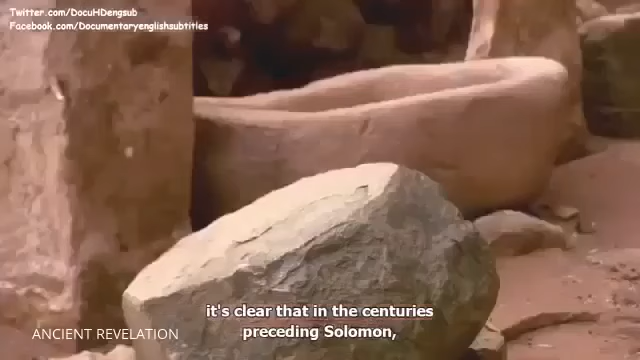 Twitter.com/DocuHDengsub
Facebook.com/Documentaryenglishsubtitles
it's clear that in the centuries
preceding Solomon,
ANCIENT REVELATION